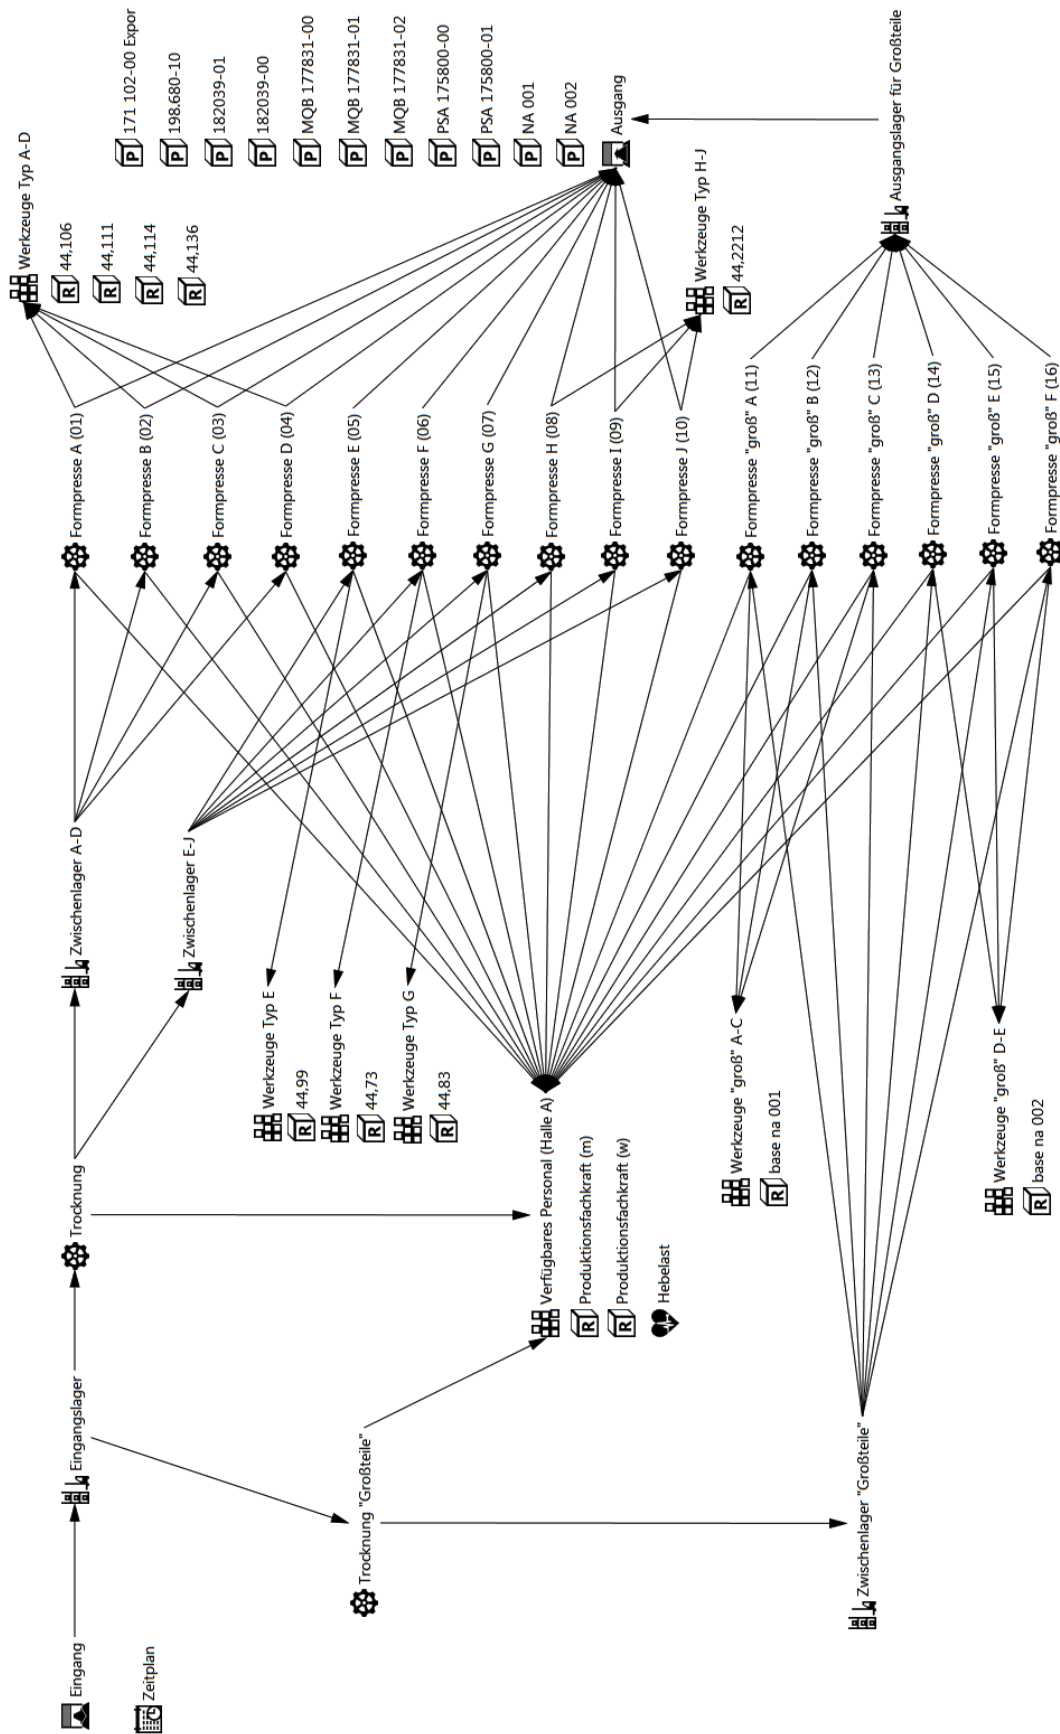 Eingang
Zeitplan
Eingangslager
Trocknung "Großteile"
Zwischenlager "Großteile"
Trocknung
Verfügbares Personal (Halle A)
Produktionsfachkraft (m)
Produktionsfachkraft (w)
Hebelast
Werkzeuge Typ E
R 44,99
Werkzeuge Typ F
R 44,73
Werkzeuge Typ G
R 44,83
Werkzeuge "groß" A-C
R base na 001
Werkzeuge "groß" D-E
R base na 002
Zwischenlager A-D
Zwischenlager E-J
Formpresse A (01)
Formpresse B (02)
Formpresse C (03)
Formpresse D (04)
Formpresse E (05)
Formpresse F (06)
Formpresse G (07)
Formpresse H (08)
Formpresse I (09)
Formpresse J (10)
Formpresse "groß" A (11)
Formpresse "groß" B (12)
Formpresse "groß" C (13)
Formpresse "groß" D (14)
Formpresse "groß" E (15)
Formpresse "groß" F (16)
Werkzeuge Typ A-D
R 44,106
R 44,111
R 44,114
R 44,136
Werkzeuge Typ H-J
R 44,2212
Ausgangslager für Großteile
P 171 102-00 Expor
P 198.680-10
P 182039-01
P 182039-00
P MQB 177831-00
P MQB 177831-01
P MQB 177831-02
P PSA 175800-00
P PSA 175800-01
P NA 001
P NA 002
Ausgang